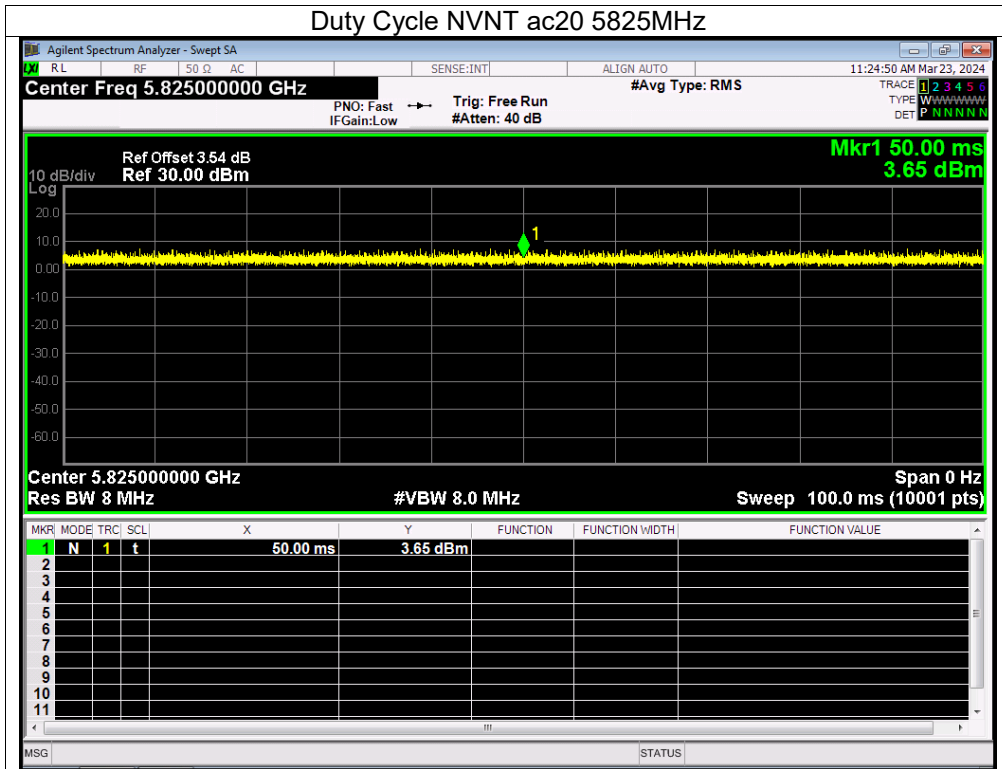 Duty Cycle NVNT ac20 5825MHz
Agilent Spectrum Analyzer - Swept SA
LXI RL RF 50 Ω AC SENSE:INT ALIGN AUTO 11:24:50 AM Mar 23, 2024
Center Freq 5.825000000 GHz #Avg Type: RMS TRACE 1 2 3 4 5 6
PNO: Fast Trig: Free Run TYPE WWWWWWW
IFGain:Low #Atten: 40 dB DET P N N N N N
Mkr1 50.00 ms
3.65 dBm
Ref Offset 3.54 dB
10 dB/div Ref 30.00 dBm
Log
20.0
10.0
1
0.00
-10.0
-20.0
-30.0
-40.0
-50.0
-60.0
Center 5.825000000 GHz Span 0 Hz
Res BW 8 MHz #VBW 8.0 MHz Sweep 100.0 ms (10001 pts)
MKR MODE TRC SCL X Y FUNCTION FUNCTION WIDTH FUNCTION VALUE
1 N 1 t 50.00 ms 3.65 dBm
2
3
4
5
6
7
8
9
10
11
MSG STATUS